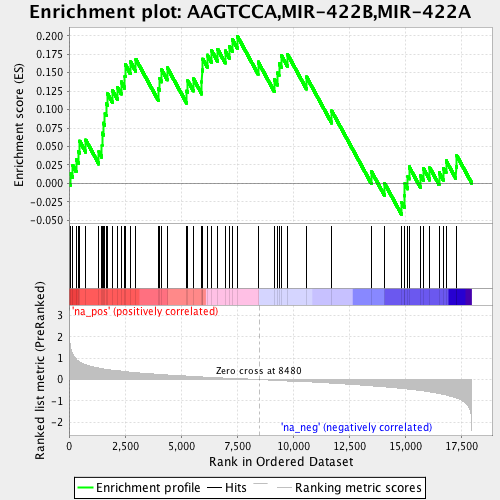 Enrichment plot: AAGTCCA,MIR-422B,MIR-422A
Enrichment score (ES)
0.200
0.175
0.150
0.125
0.100
0.075
0.050
0.025
0.000
-0.025
-0.050
'na_pos' (positively correlated)
Ranked list metric (PreRanked)
3
2
1
0
-1
-2
Zero cross at 8480
'na_neg' (negatively correlated)
0
2,500
5,000
7,500
10,000
12,500
15,000
17,500
Rank in Ordered Dataset
Enrichment profile
Hits
Ranking metric scores